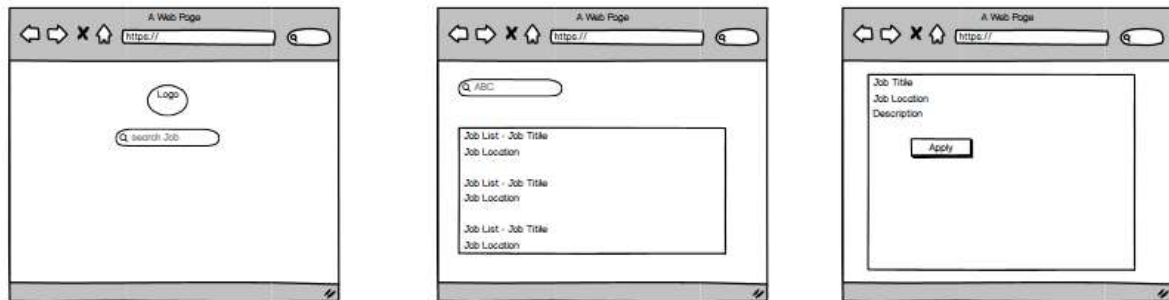 A Web Page
https://
Logo
search Job
A Web Page
https://
ABC
Job List - Job Titile
Job Location
Job List - Job Titile
Job Location
Job List - Job Titile
Job Location
A Web Page
https://
Job Titile
Job Location
Description
Apply